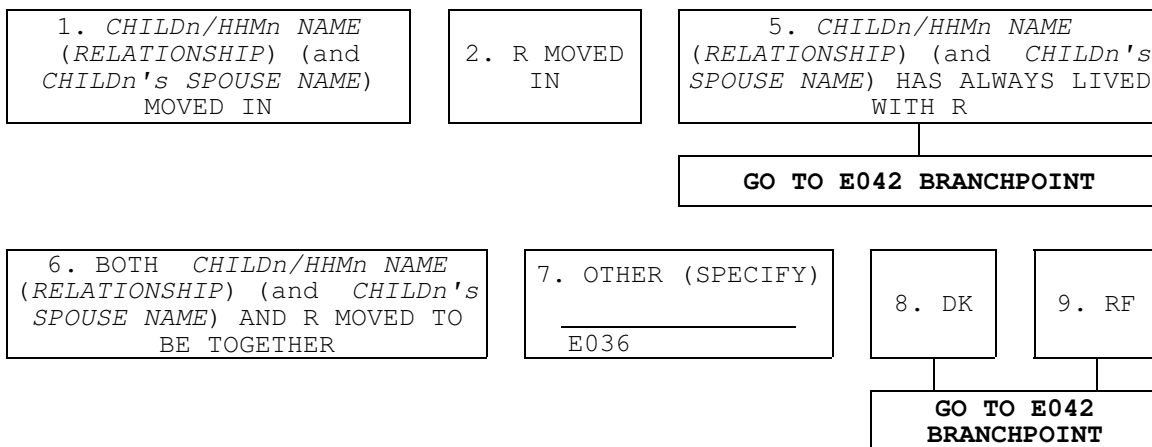 1. CHILDn/HHMn NAME
(RELATIONSHIP) (and
CHILDn's SPOUSE NAME)
MOVED IN
2. R MOVED
IN
5. CHILDn/HHMn NAME
(RELATIONSHIP) (and CHILDn's
SPOUSE NAME) HAS ALWAYS LIVED
WITH R
GO TO E042 BRANCHPOINT
6. BOTH CHILDn/HHMn NAME
(RELATIONSHIP) (and CHILDn's
SPOUSE NAME) AND R MOVED TO
BE TOGETHER
7. OTHER (SPECIFY)
E036
8. DK
9. RF
GO TO E042
BRANCHPOINT